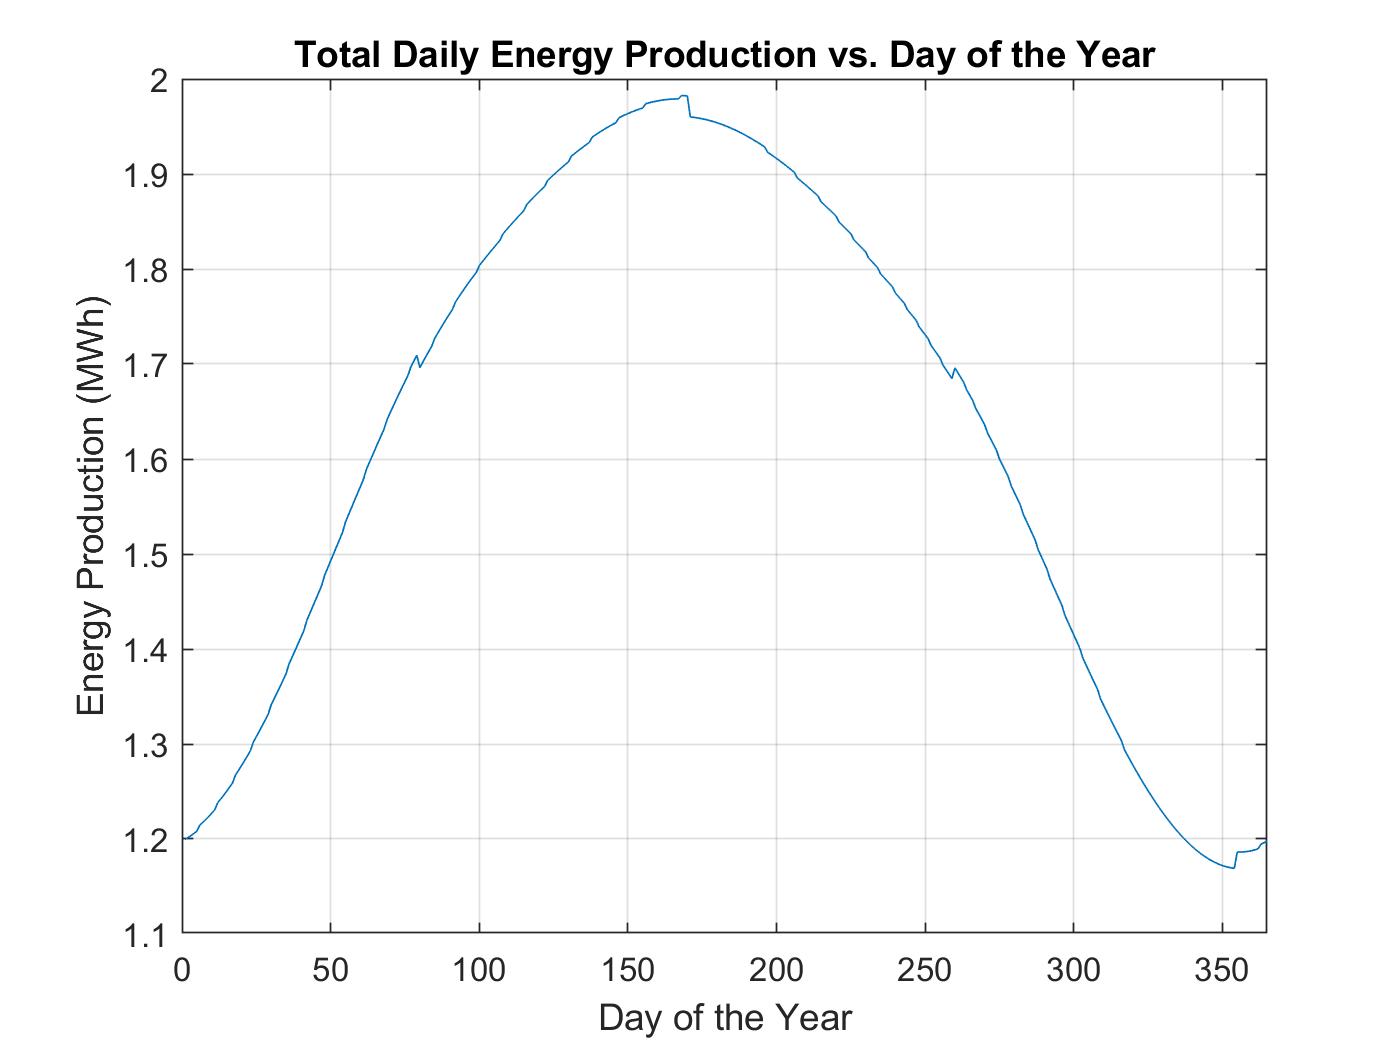 Total Daily Energy Production vs. Day of the Year
Energy Production (MWh)
2
1.9
1.8
1.7
1.6
1.5
1.4
1.3
1.2
1.1
0 50 100 150 200 250 300 350
Day of the Year